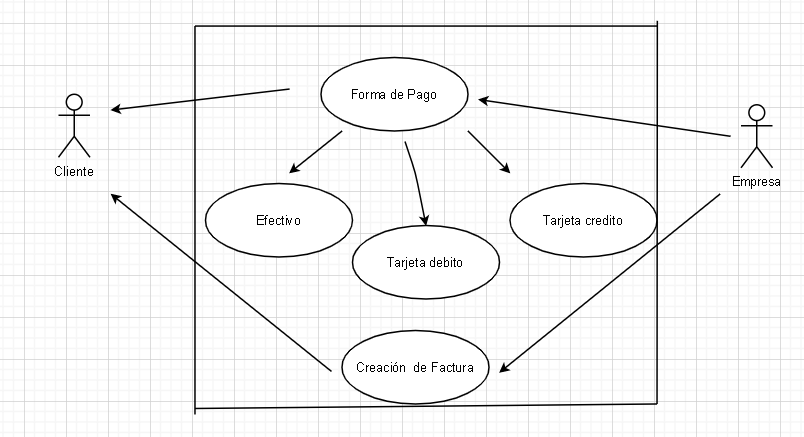 Forma de Pago
Cliente
Empresa
Efectivo
Tarjeta credito
Tarjeta debito
Creación de Factura